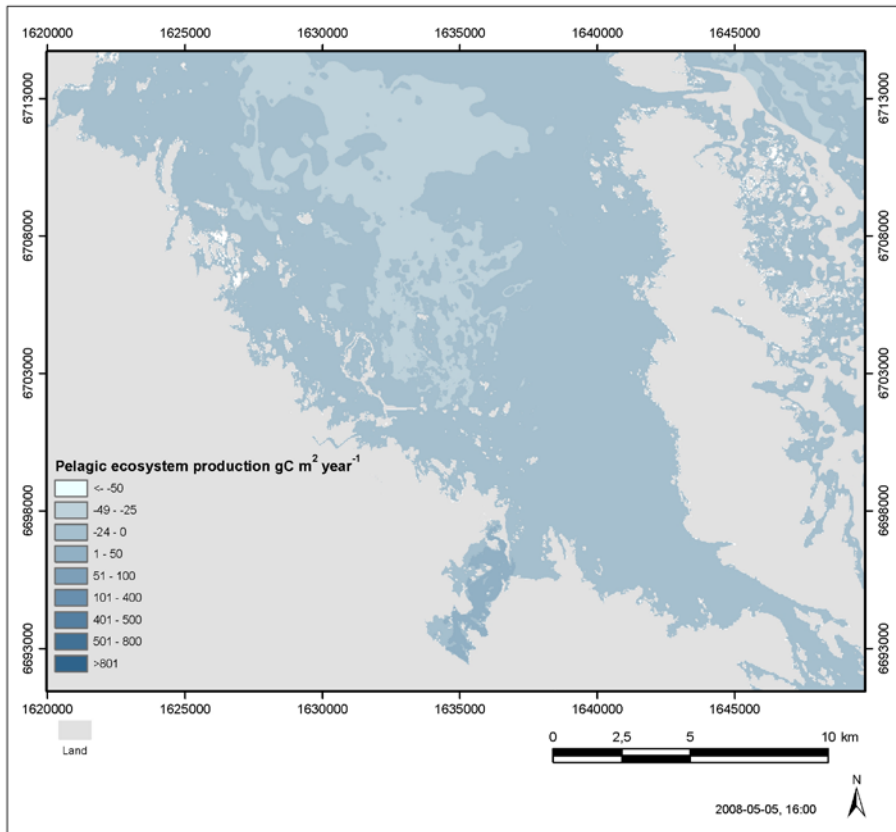 1620000 1625000 1630000 1635000 1640000 1645000
6713000 6713000
6708000 6708000
6703000 6703000
6698000 6698000
6693000 6693000
Pelagic ecosystem production gC m² year⁻¹
<- -50
-49 - -25
-24 - 0
1 - 50
51 - 100
101 - 400
401 - 500
501 - 800
>801
1620000 1625000 1630000 1635000 1640000 1645000
Land
0 2,5 5 10 km
N
2008-05-05, 16:00